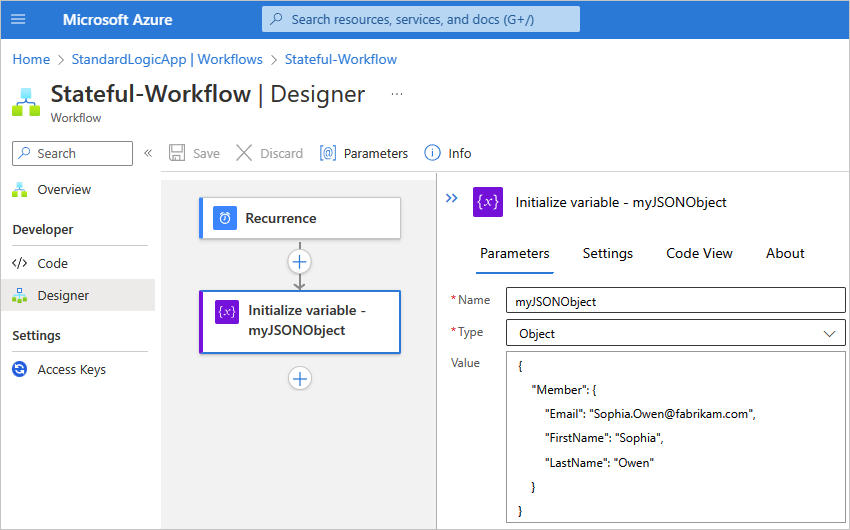 Microsoft Azure
Search resources, services, and docs (G+/)
Home > StandardLogicApp | Workflows > Stateful-Workflow
Stateful-Workflow | Designer ...
Workflow
Search
«
Save
Discard
[@] Parameters
Info
Overview
Developer
</> Code
Designer
Settings
Access Keys
Recurrence
{x} Initialize variable -
myJSONObject
{x} Initialize variable - myJSONObject
Parameters
Settings
Code View
About
*Name
myJSONObject
*Type
Object
Value
{
"Member": {
"Email": "Sophia.Owen@fabrikam.com",
"FirstName": "Sophia",
"LastName": "Owen"
}
}